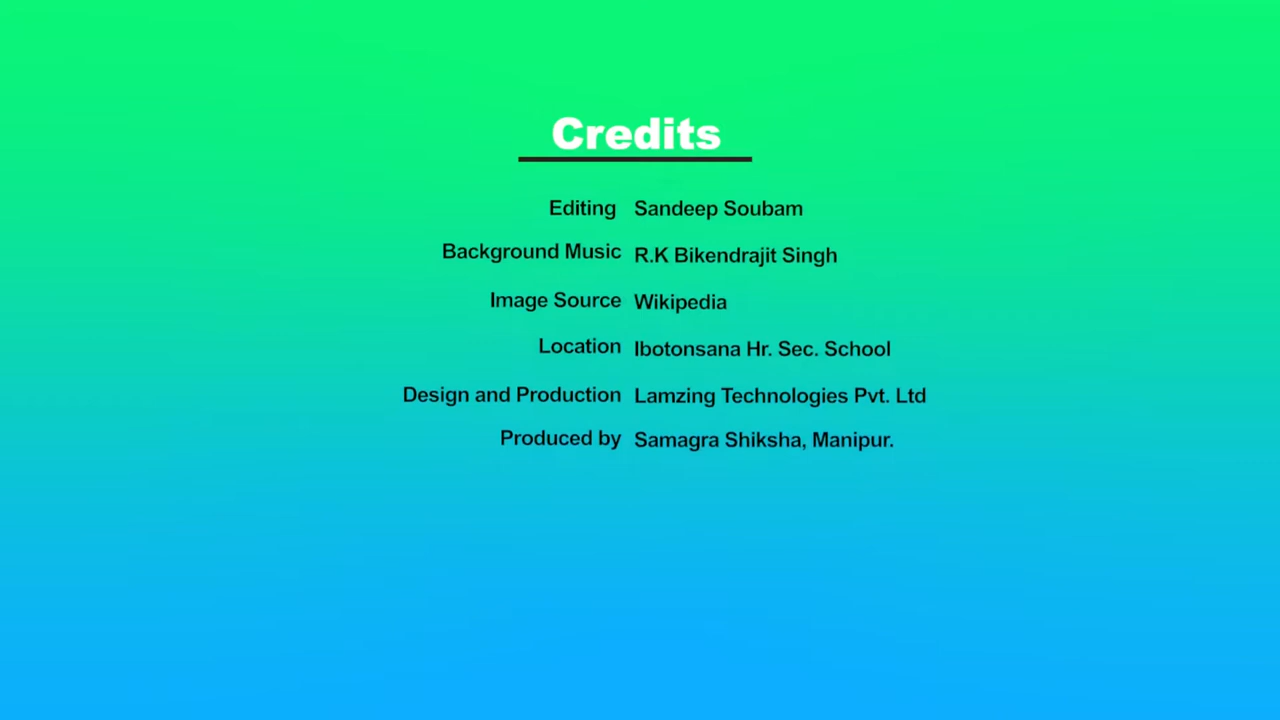 Credits
Editing Sandeep Soubam
Background Music R.K Bikendrajit Singh
Image Source Wikipedia
Location Ibotonsana Hr. Sec. School
Design and Production Lamzing Technologies Pvt. Ltd
Produced by Samagra Shiksha, Manipur.